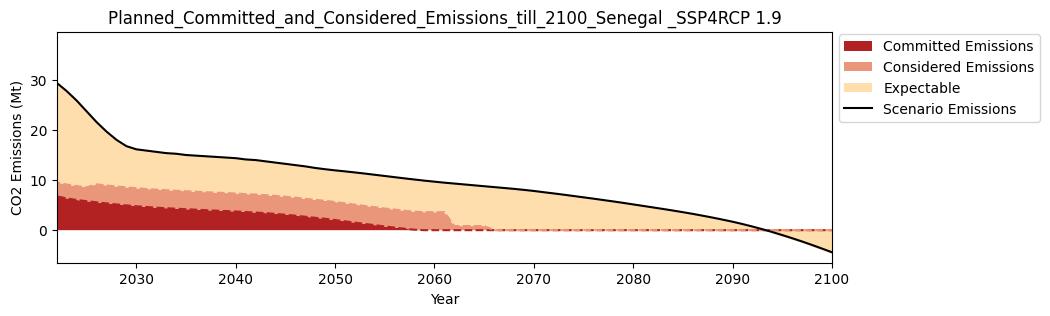 Planned_Committed_and_Considered_Emissions_till_2100_Senegal _SSP4RCP 1.9
Committed Emissions
Considered Emissions
Expectable
Scenario Emissions
CO2 Emissions (Mt)
30
20
10
0
2030 2040 2050 2060 2070 2080 2090 2100
Year